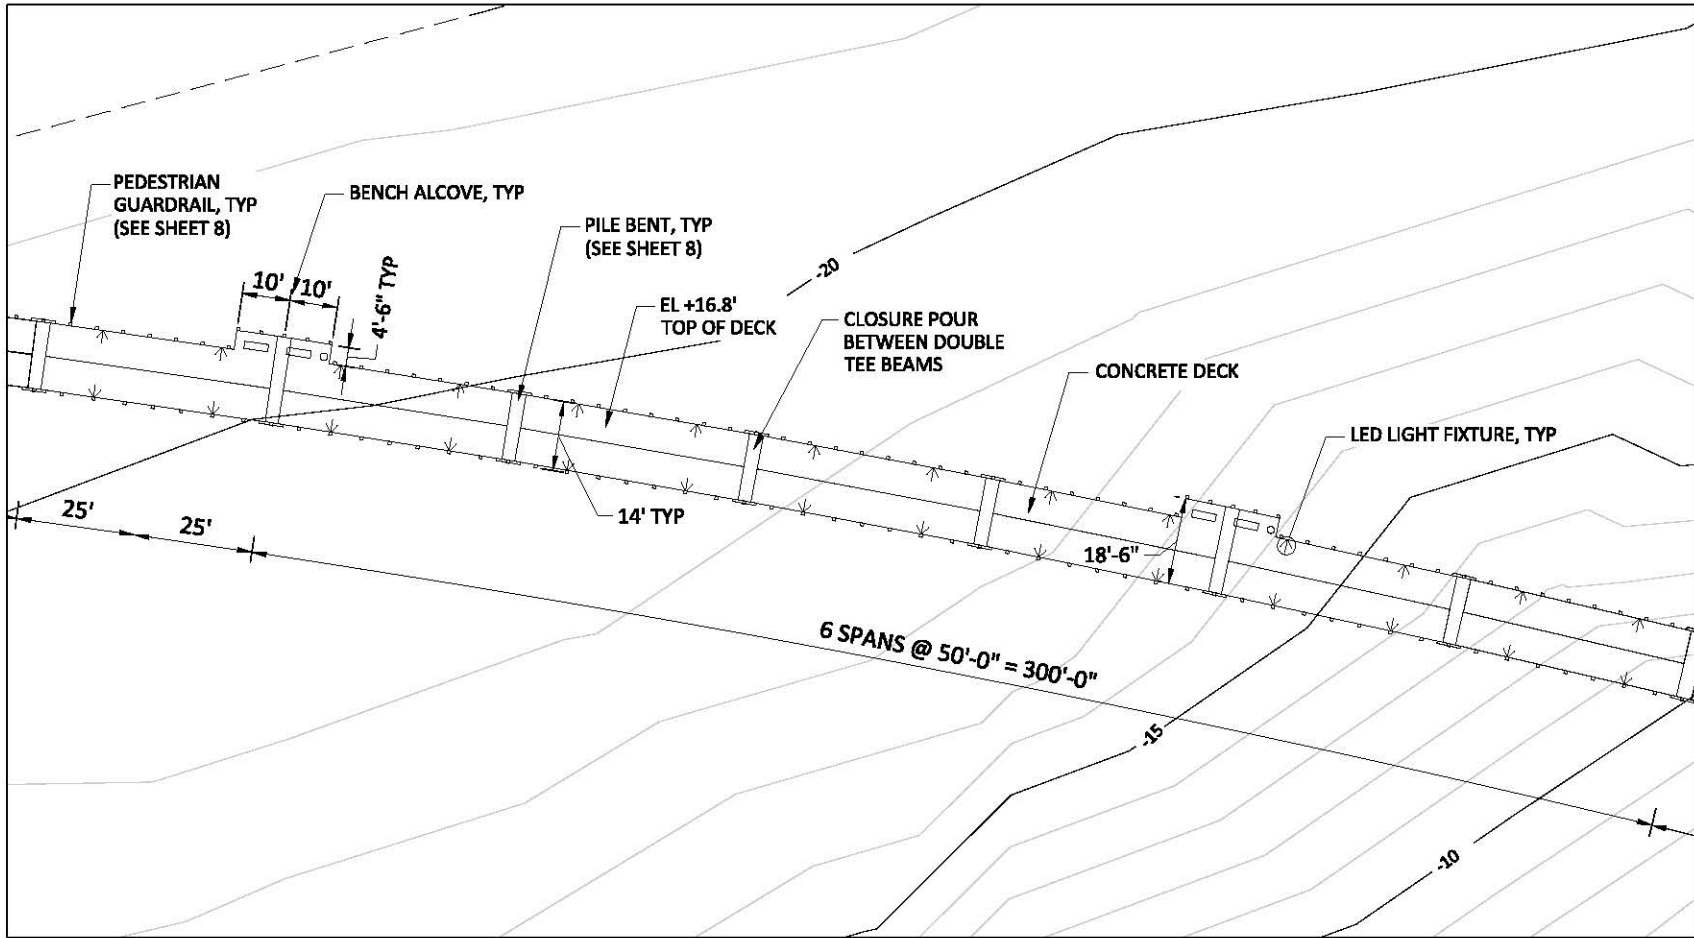 PEDESTRIAN
GUARDRAIL, TYP
(SEE SHEET 8)
BENCH ALCOVE, TYP
PILE BENT, TYP
(SEE SHEET 8)
10'
10'
4'-6" TYP
-20
EL +16.8'
TOP OF DECK
CLOSURE POUR
BETWEEN DOUBLE
TEE BEAMS
CONCRETE DECK
LED LIGHT FIXTURE, TYP
25'
25'
14' TYP
18'-6"
6 SPANS @ 50'-0" = 300'-0"
-15
-10